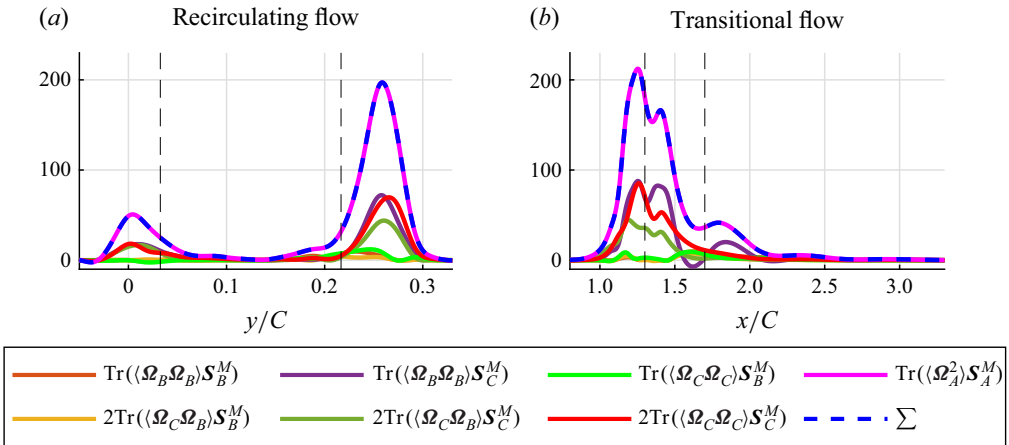 (a) Recirculating flow (b) Transitional flow
200 200
100 100
0 0
0 0.1 0.2 0.3 1.0 1.5 2.0 2.5 3.0
y/C x/C
Tr(⟨Ω_BΩ_B⟩S_B^M) Tr(⟨Ω_BΩ_B⟩S_C^M) Tr(⟨Ω_CΩ_C⟩S_B^M) Tr(⟨Ω_A^2⟩S_A^M)
2Tr(⟨Ω_CΩ_B⟩S_B^M) 2Tr(⟨Ω_CΩ_B⟩S_C^M) 2Tr(⟨Ω_CΩ_C⟩S_C^M) ∑